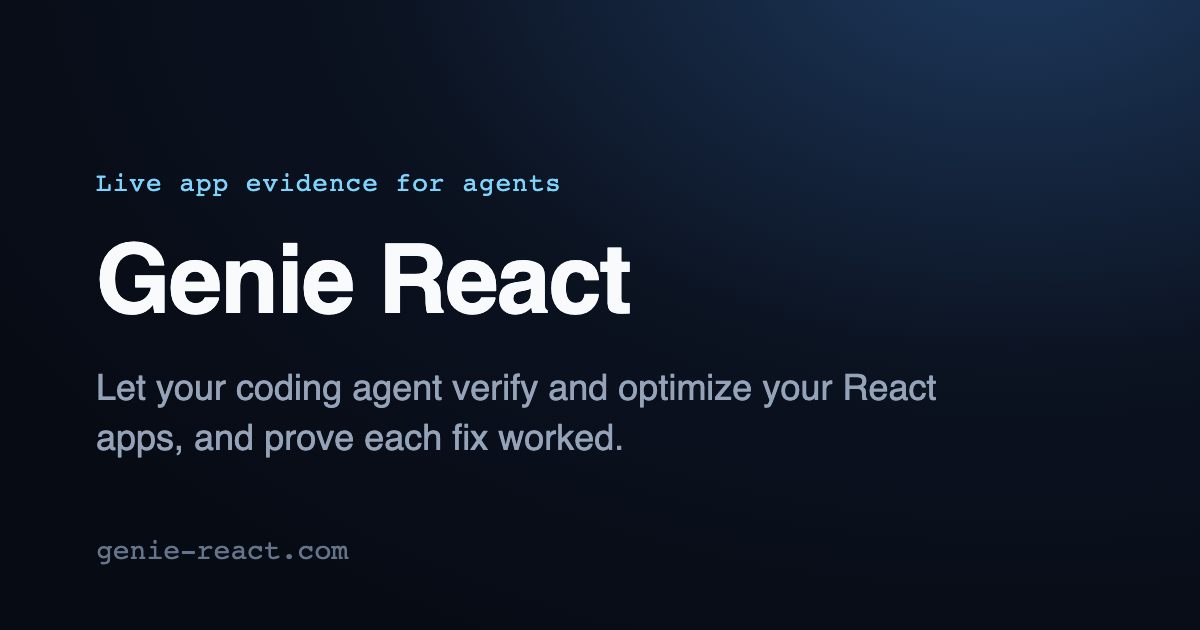 Live app evidence for agents
Genie React
Let your coding agent verify and optimize your React
apps, and prove each fix worked.
genie-react.com